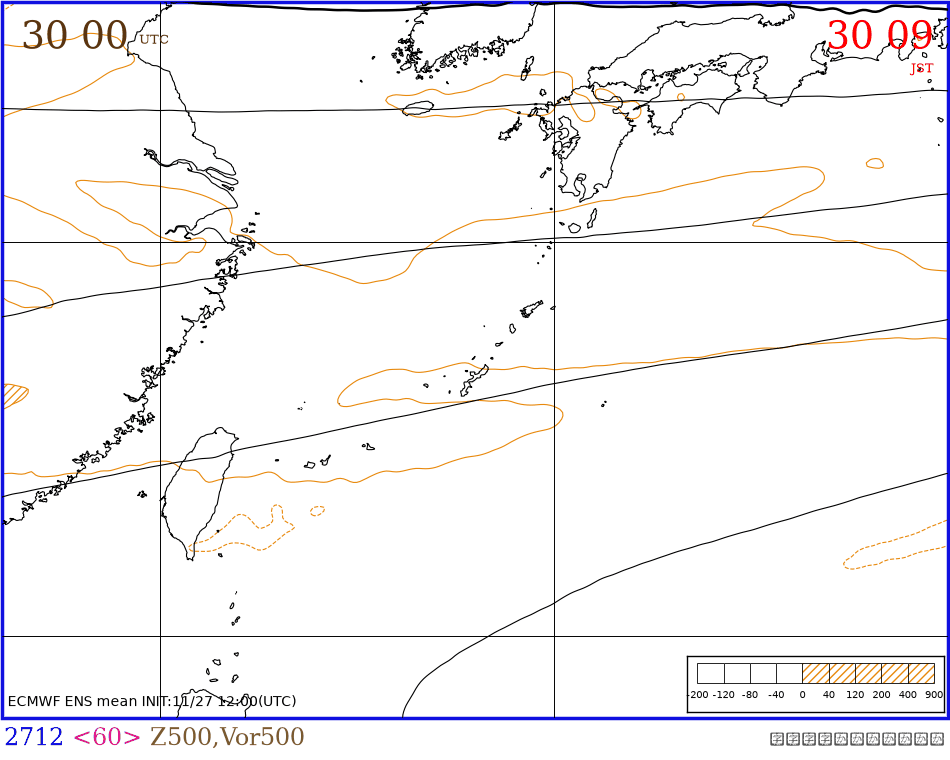 30 00 UTC
30 09
JST
-200 -120 -80 -40 0 40 120 200 400 900
ECMWF ENS mean INIT:11/27 12:00(UTC)
2712 <60> Z500,Vor500